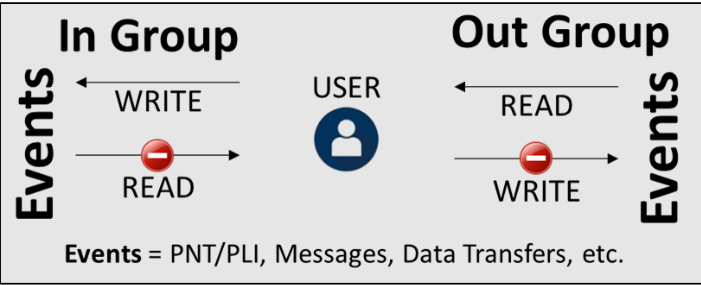 In Group
Out Group
Events
WRITE
READ
USER
READ
WRITE
Events
Events = PNT/PLI, Messages, Data Transfers, etc.